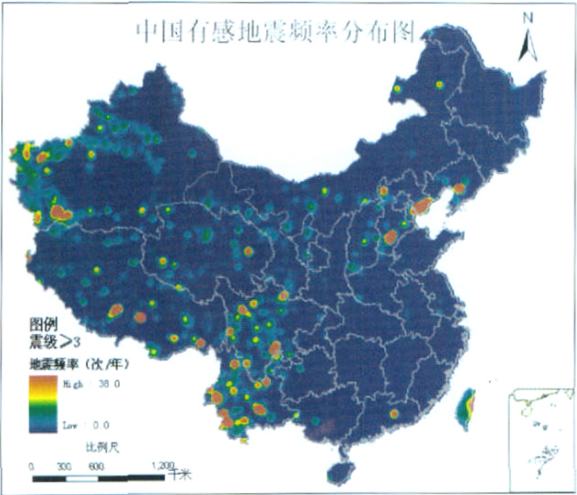 中国有感地震频率分布图
N
图例
震级≥3
地震频率（次/年）
High : 38.0
Low : 0.0
比例尺
0 300 600 1,200
千米